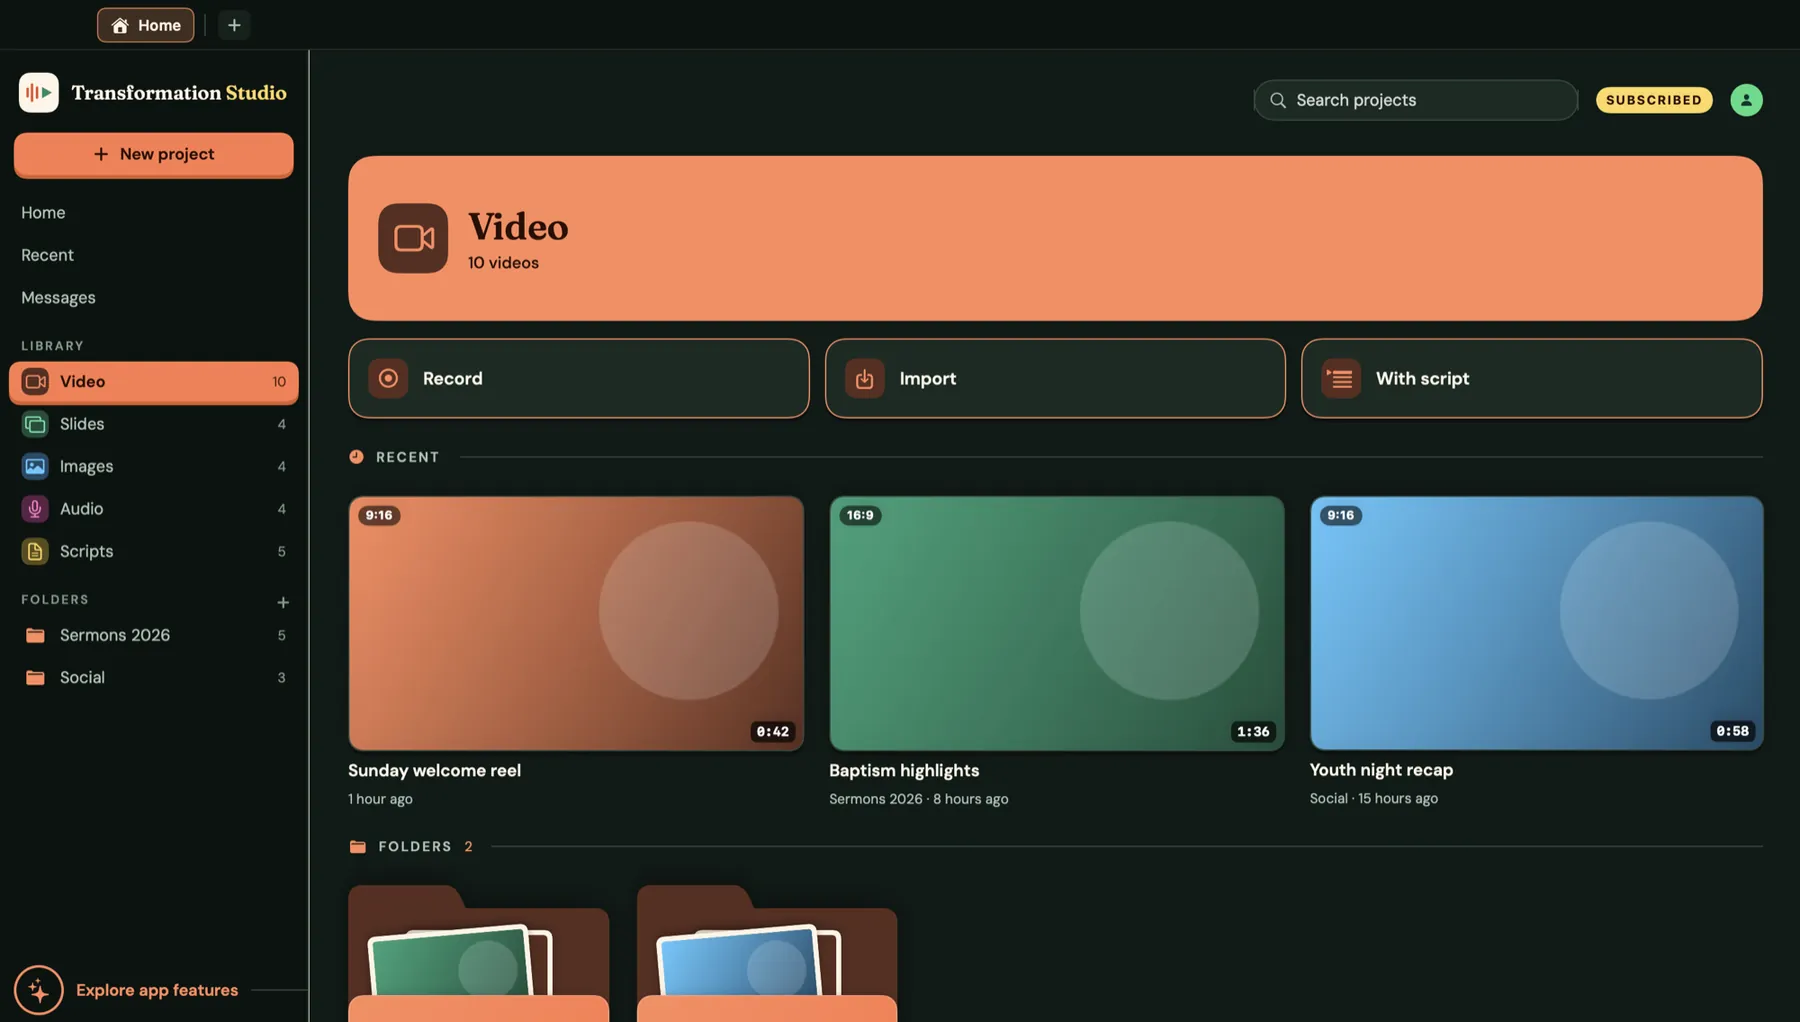 Home
Transformation Studio
New project
Home
Recent
Messages
LIBRARY
Video 10
Slides 4
Images 4
Audio 4
Scripts 5
FOLDERS
Sermons 2026 5
Social 3
Explore app features
Search projects
SUBSCRIBED
Video
10 videos
Record
Import
With script
RECENT
9:16
0:42
Sunday welcome reel
1 hour ago
16:9
1:36
Baptism highlights
Sermons 2026 · 8 hours ago
9:16
0:58
Youth night recap
Social · 15 hours ago
FOLDERS 2